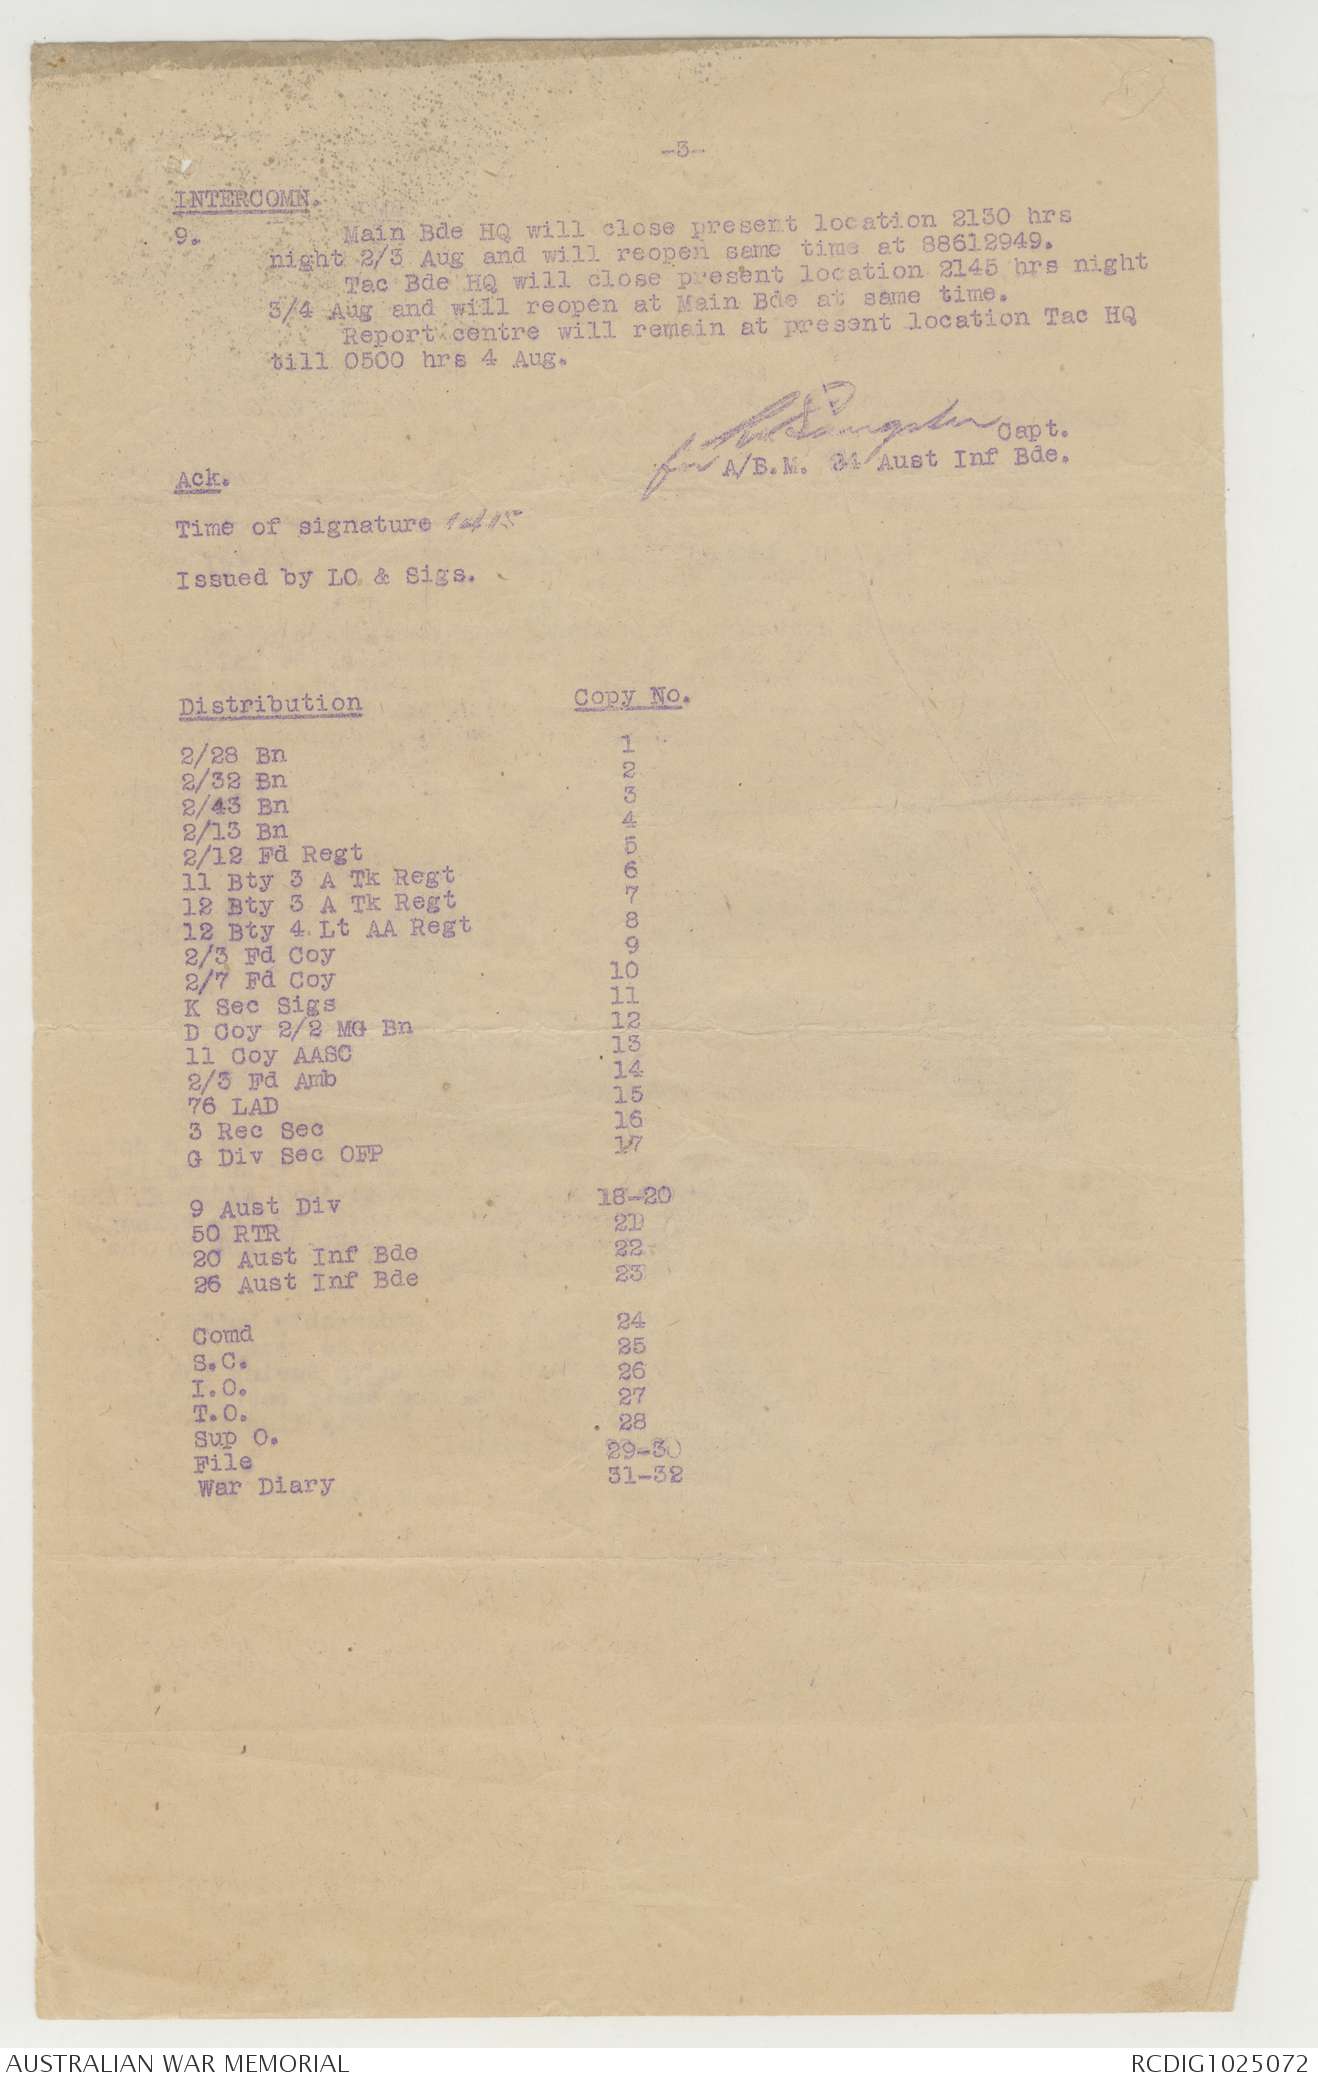 -3-
INTERCOMN.
9. Main Bde HQ will close present location 2130 hrs
night 2/3 Aug and will reopen same time at 88612949.
Tac Bde HQ will close present location 2145 hrs night
3/4 Aug and will reopen at Main Bde at same time.
Report centre will remain at present location Tac HQ
till 0500 hrs 4 Aug.
for Capt.
A/B.M. 24 Aust Inf Bde.
Ack.
Time of signature
Issued by LO & Sigs.
Distribution Copy No.
2/28 Bn 1
2/32 Bn 2
2/43 Bn 3
2/13 Bn 4
2/12 Fd Regt 5
11 Bty 3 A Tk Regt 6
12 Bty 3 A Tk Regt 7
12 Bty 4 Lt AA Regt 8
2/3 Fd Coy 9
2/7 Fd Coy 10
K Sec Sigs 11
D Coy 2/2 MG Bn 12
11 Coy AASC 13
2/3 Fd Amb 14
76 LAD 15
3 Rec Sec 16
G Div Sec OFP 17
9 Aust Div 18-20
50 RTR 21
20 Aust Inf Bde 22
26 Aust Inf Bde 23
Comd 24
S.C. 25
I.O. 26
T.O. 27
Sup O. 28
File 29-30
War Diary 31-32
AUSTRALIAN WAR MEMORIAL RCDIG1025072